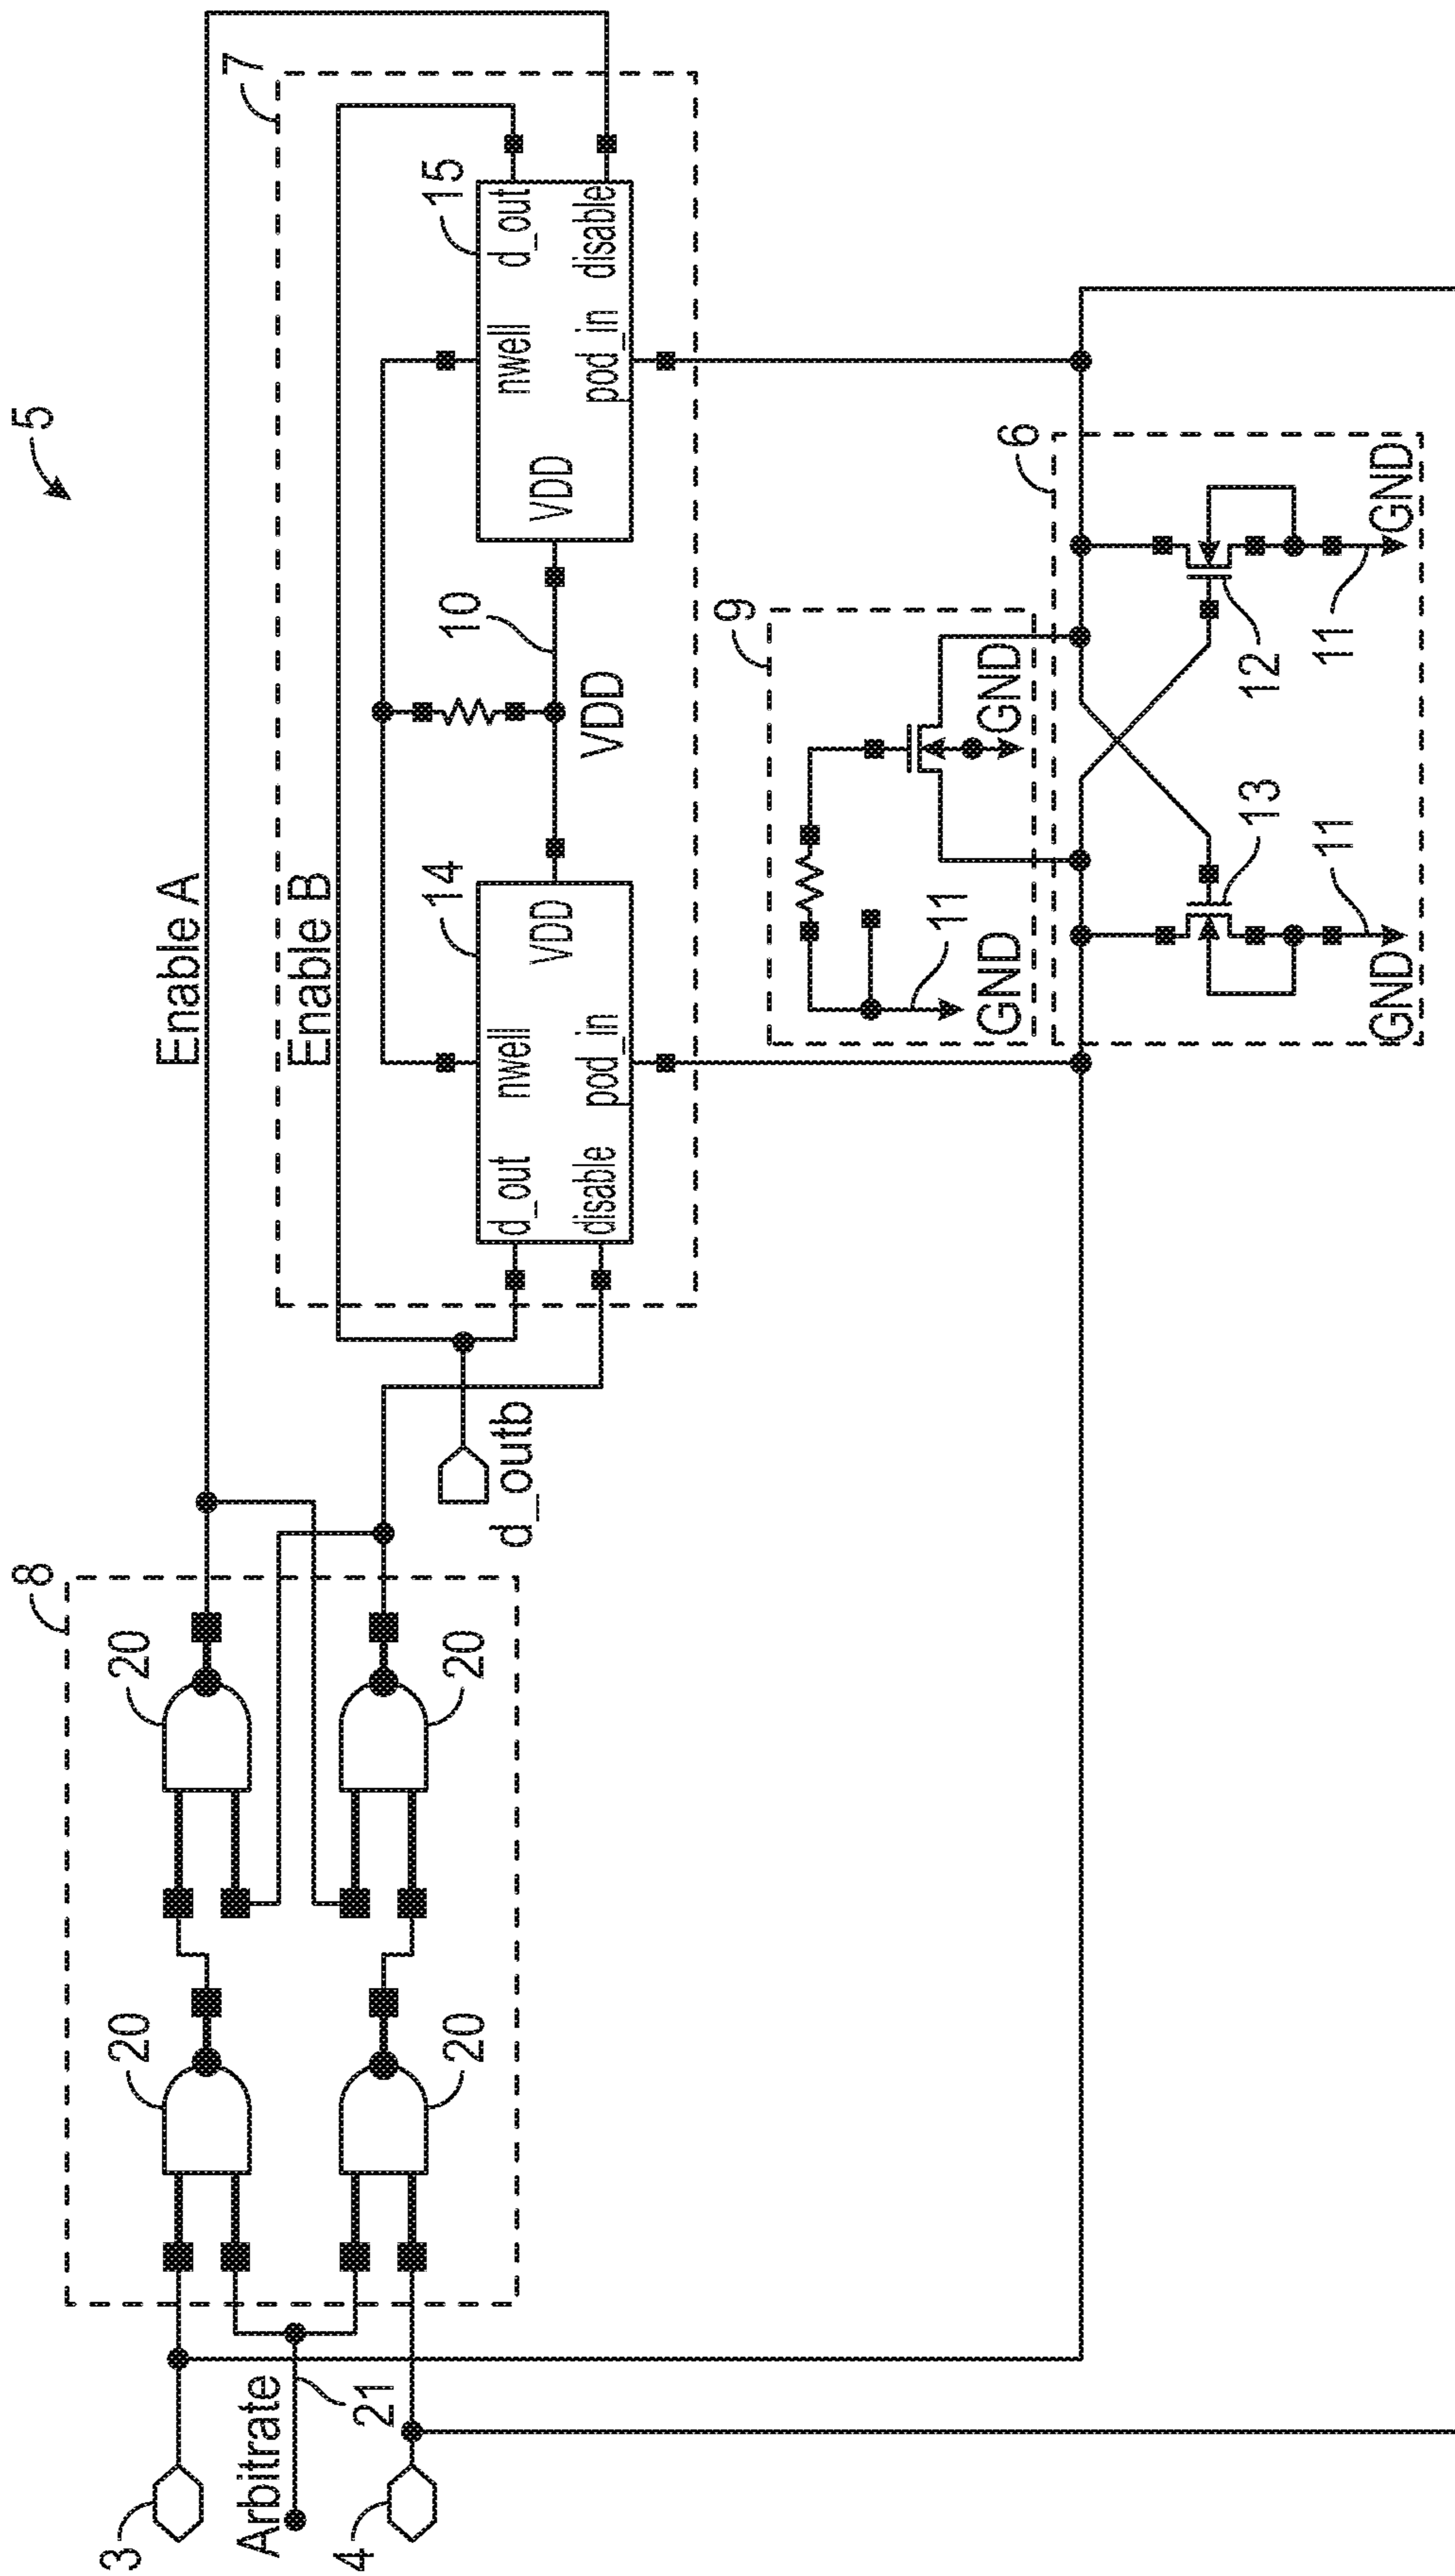 5
Enable A
Enable B
7
8
20
20
20
20
3
Arbitrate
21
4
d_outb
14
d_out
nwell
VDD
disable
pod_in
10
VDD
15
VDD
nwell
d_out
pod_in
disable
9
11
GND
GND
6
13
12
11
GND
11
GND